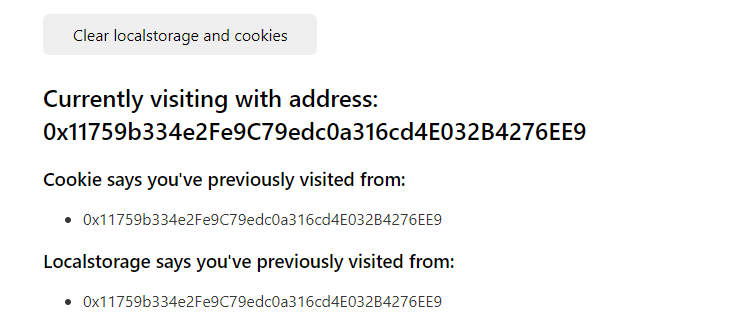 Clear localstorage and cookies
Currently visiting with address:
0x11759b334e2Fe9C79edc0a316cd4E032B4276EE9
Cookie says you've previously visited from:
0x11759b334e2Fe9C79edc0a316cd4E032B4276EE9
Localstorage says you've previously visited from:
0x11759b334e2Fe9C79edc0a316cd4E032B4276EE9